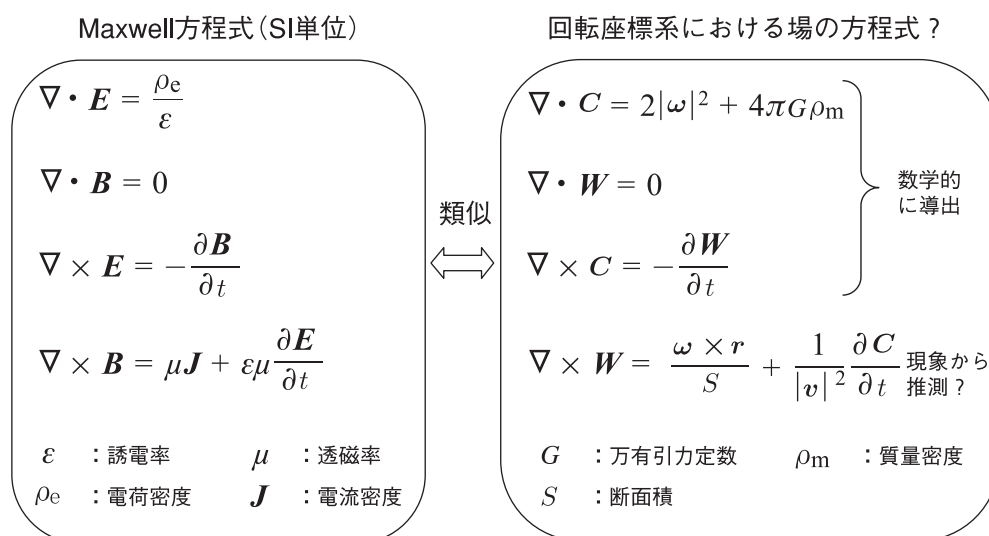 Maxwell方程式（SI単位）
∇・E = ρe/ε
∇・B = 0
∇ × E = −∂B/∂t
∇ × B = μJ + εμ ∂E/∂t
ε ：誘電率 μ ：透磁率
ρe ：電荷密度 J ：電流密度
類似
回転座標系における場の方程式？
∇・C = 2|ω|² + 4πGρm
∇・W = 0
∇ × C = −∂W/∂t
数学的
に導出
∇ × W = (ω × r)/S + 1/|v|² ∂C/∂t
現象から
推測？
G ：万有引力定数 ρm ：質量密度
S ：断面積